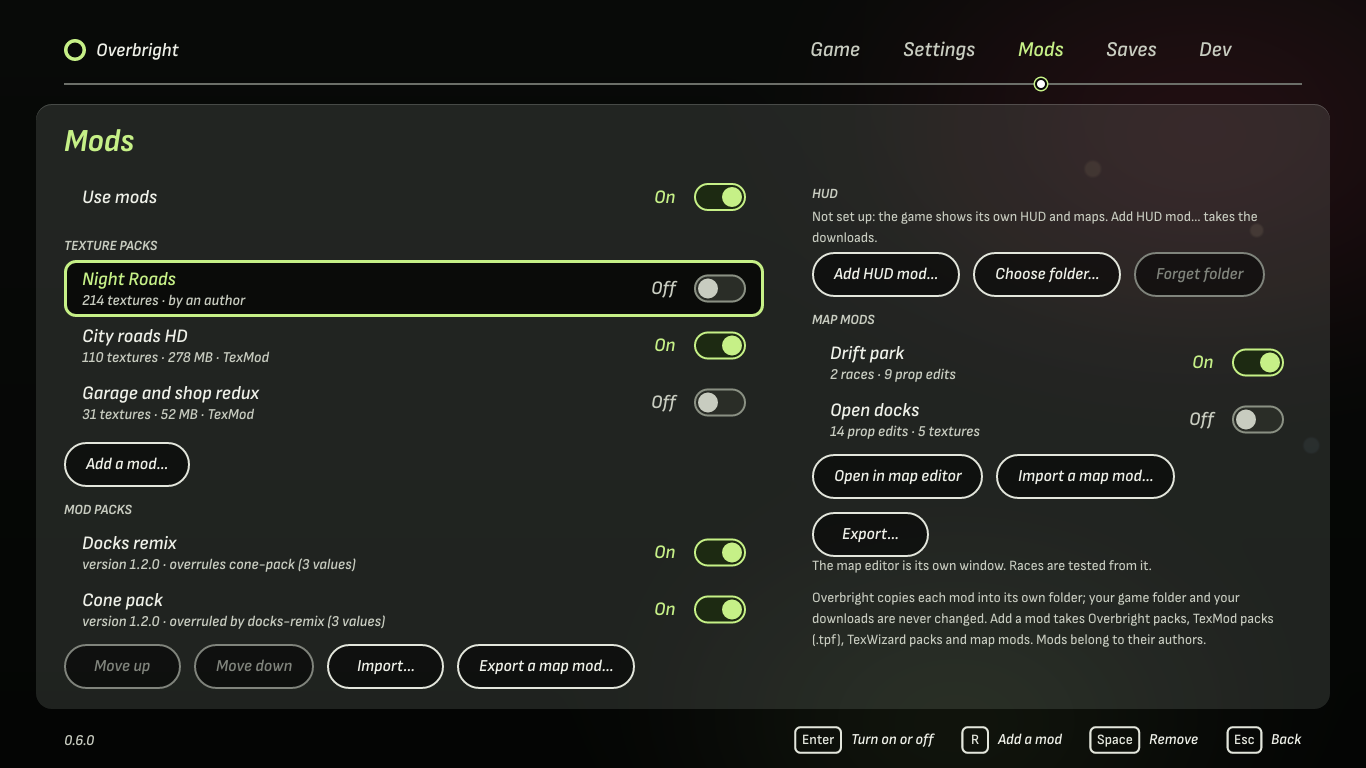 Overbright
Game
Settings
Mods
Saves
Dev
Mods
Use mods
On
TEXTURE PACKS
Night Roads
214 textures · by an author
Off
City roads HD
110 textures · 278 MB · TexMod
On
Garage and shop redux
31 textures · 52 MB · TexMod
Off
Add a mod...
MOD PACKS
Docks remix
version 1.2.0 · overrules cone-pack (3 values)
On
Cone pack
version 1.2.0 · overruled by docks-remix (3 values)
On
Move up
Move down
Import...
Export a map mod...
HUD
Not set up: the game shows its own HUD and maps. Add HUD mod... takes the
downloads.
Add HUD mod...
Choose folder...
Forget folder
MAP MODS
Drift park
2 races · 9 prop edits
On
Open docks
14 prop edits · 5 textures
Off
Open in map editor
Import a map mod...
Export...
The map editor is its own window. Races are tested from it.
Overbright copies each mod into its own folder; your game folder and your
downloads are never changed. Add a mod takes Overbright packs, TexMod packs
(.tpf), TexWizard packs and map mods. Mods belong to their authors.
0.6.0
Enter
Turn on or off
R
Add a mod
Space
Remove
Esc
Back